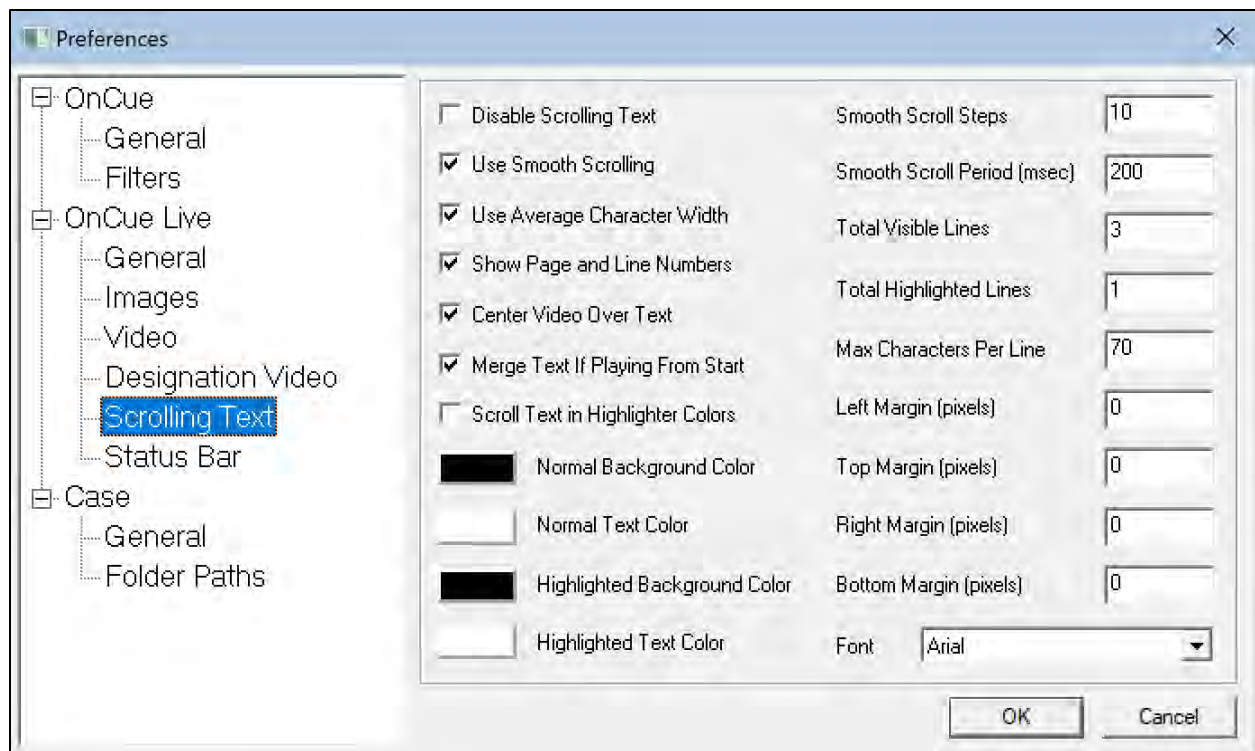 Preferences
OnCue
General
Filters
OnCue Live
General
Images
Video
Designation Video
Scrolling Text
Status Bar
Case
General
Folder Paths
Disable Scrolling Text
Use Smooth Scrolling
Use Average Character Width
Show Page and Line Numbers
Center Video Over Text
Merge Text If Playing From Start
Scroll Text in Highlighter Colors
Normal Background Color
Normal Text Color
Highlighted Background Color
Highlighted Text Color
Smooth Scroll Steps 10
Smooth Scroll Period (msec) 200
Total Visible Lines 3
Total Highlighted Lines 1
Max Characters Per Line 70
Left Margin (pixels) 0
Top Margin (pixels) 0
Right Margin (pixels) 0
Bottom Margin (pixels) 0
Font Arial
OK Cancel